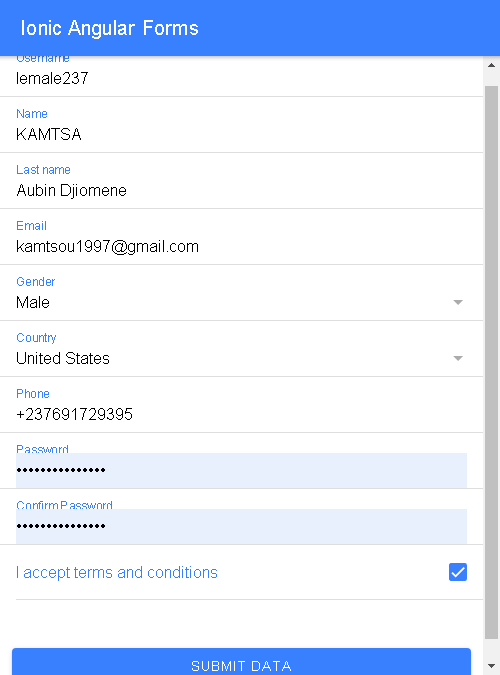 Ionic Angular Forms
Username
lemale237
Name
KAMTSA
Last name
Aubin Djiomene
Email
kamtsou1997@gmail.com
Gender
Male
Country
United States
Phone
+237691729395
Password
•••••••••••••••
Confirm Password
•••••••••••••••
I accept terms and conditions
SUBMIT DATA